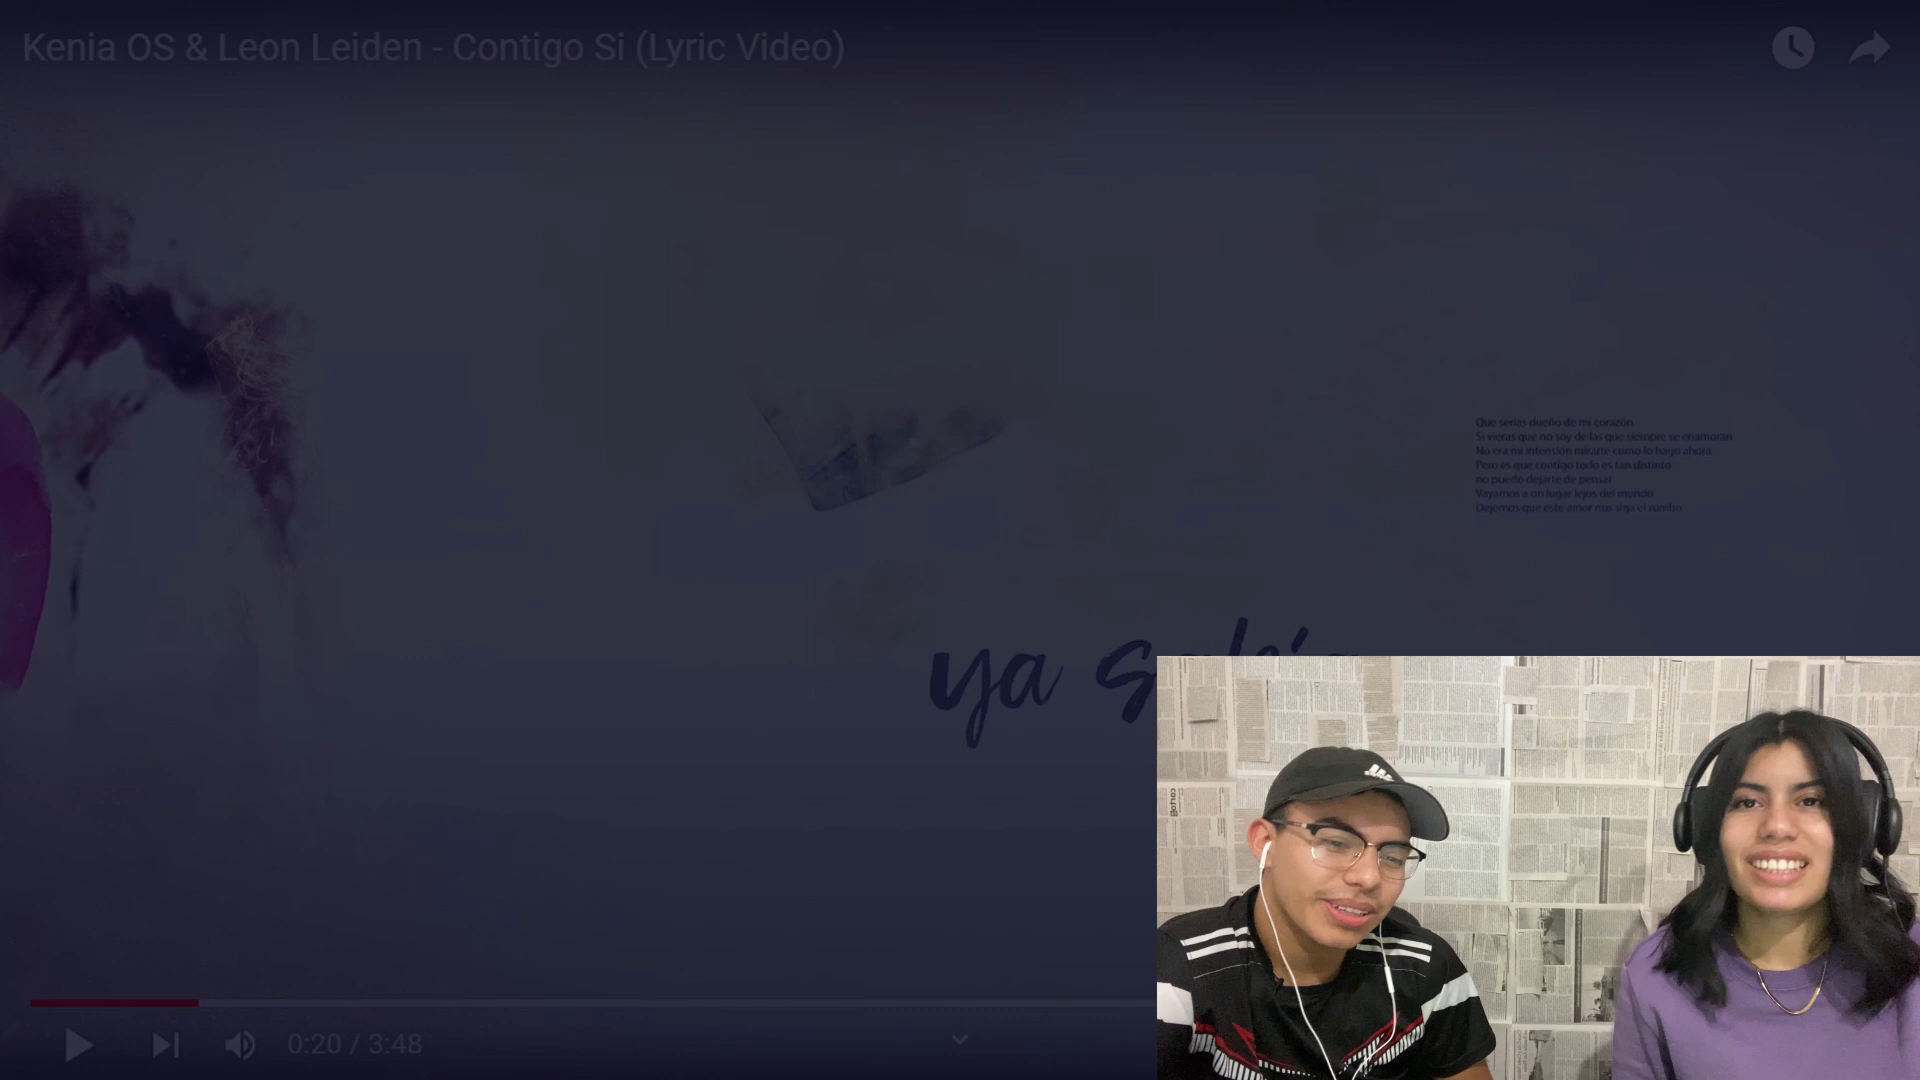 Kenia OS & Leon Leiden - Contigo Si (Lyric Video)
Que serías dueño de mi corazón
Si vieras que no soy de las que siempre se enamoran
No era mi intensión mirarte como lo hago ahora
Pero es que contigo todo es tan distinto
no puedo dejarte de pensar
Vayamos a un lugar lejos del mundo
Dejemos que este amor nos siga el rumbo
ya
0:20 / 3:48